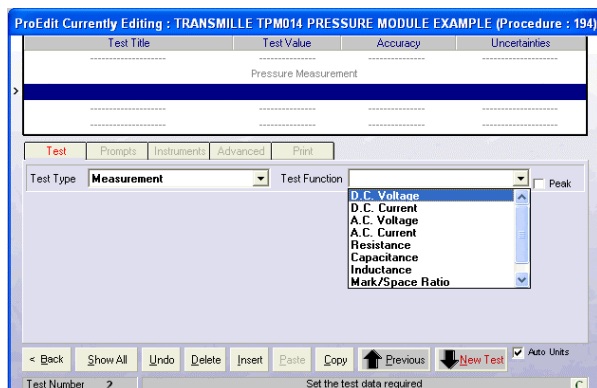 ProEdit Currently Editing : TRANSMILLE TPM014 PRESSURE MODULE EXAMPLE (Procedure : 194)
Test Title Test Value Accuracy Uncertainties
-------------------- -------------------- -------------------- --------------------
Pressure Measurement
>
-------------------- -------------------- -------------------- --------------------
-------------------- -------------------- -------------------- --------------------
Test Prompts Instruments Advanced Print
Test Type Measurement Test Function Peak
D.C. Voltage
D.C. Current
A.C. Voltage
A.C. Current
Resistance
Capacitance
Inductance
Mark/Space Ratio
< Back Show All Undo Delete Insert Paste Copy Previous New Test Auto Units
Test Number 2 Set the test data required C